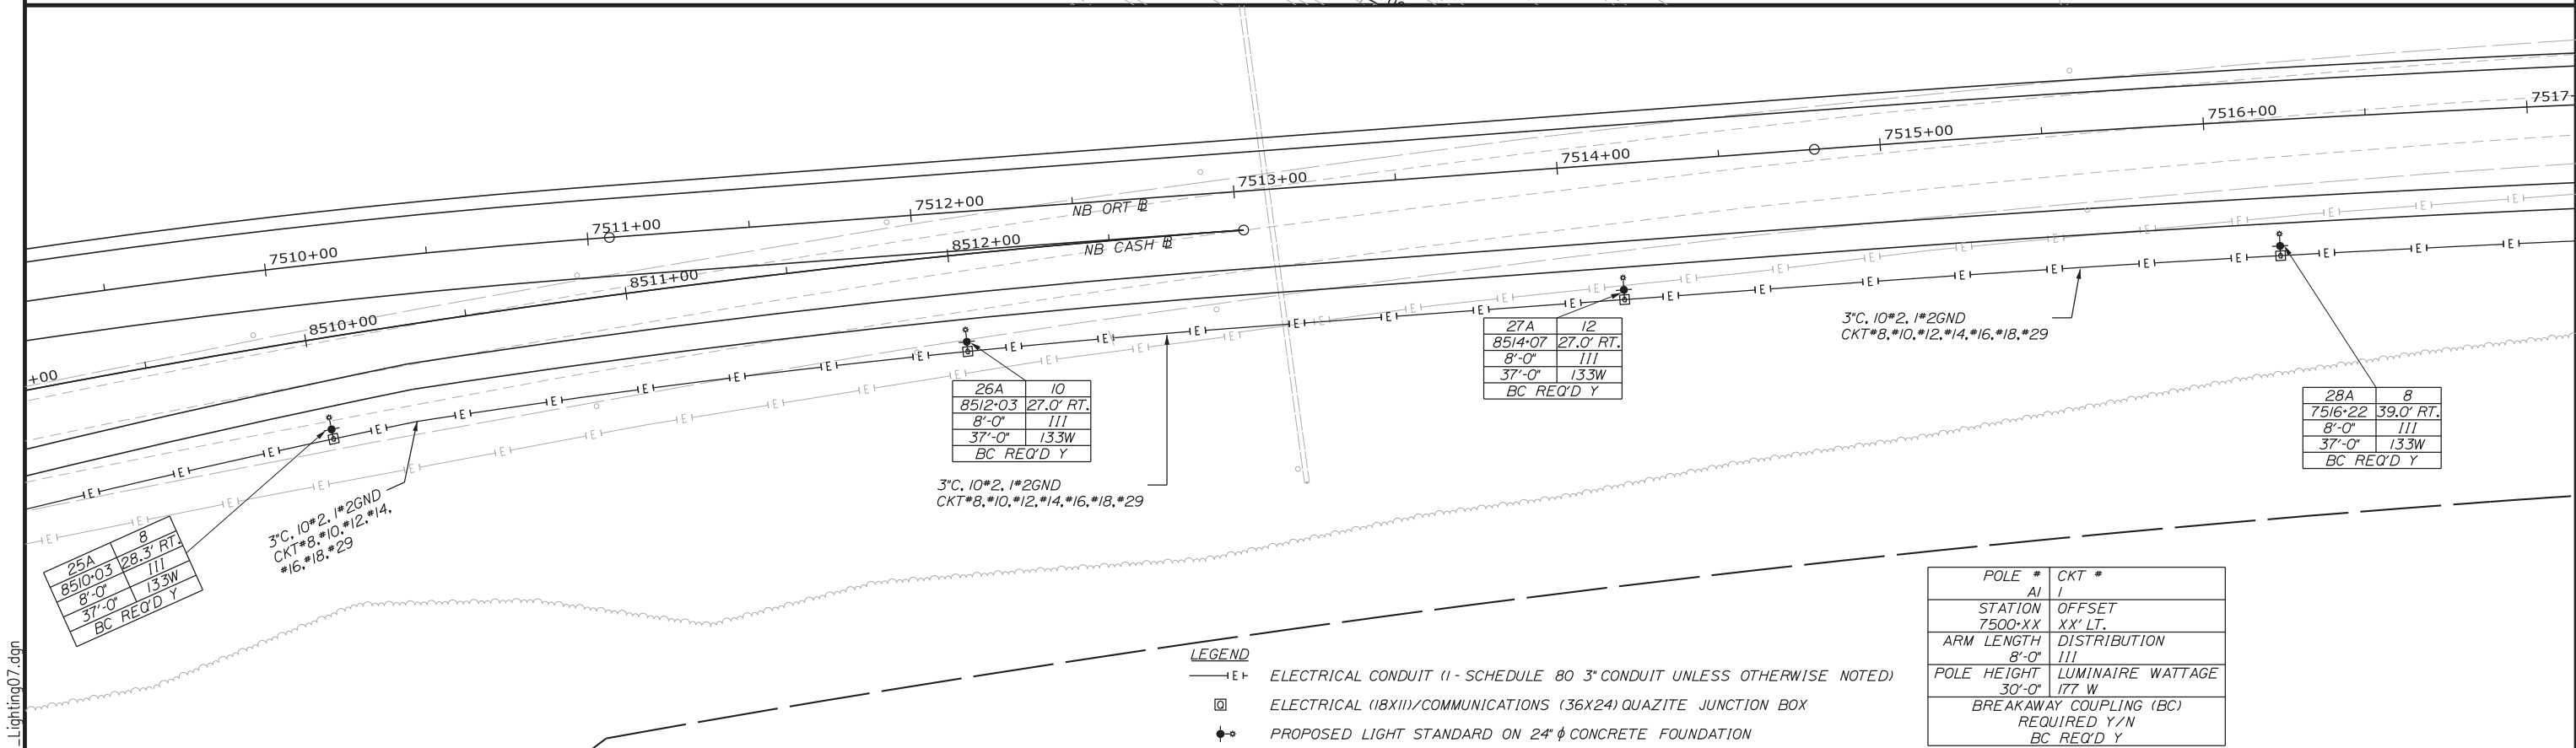 7510+00
7511+00
7512+00
7513+00
7514+00
7515+00
7516+00
7517-
NB ORT ℄
NB CASH ℄
+00
8510+00
8511+00
8512+00
25A 8
8510+03 28.3' RT.
8'-0" III
37'-0" 133W
BC REQ'D Y
3"C, 10#2, 1#2GND
CKT#8,#10,#12,#14,
#16,#18,#29
26A 10
8512+03 27.0' RT.
8'-0" III
37'-0" 133W
BC REQ'D Y
3"C, 10#2, 1#2GND
CKT#8,#10,#12,#14,#16,#18,#29
27A 12
8514+07 27.0' RT.
8'-0" III
37'-0" 133W
BC REQ'D Y
3"C, 10#2, 1#2GND
CKT#8,#10,#12,#14,#16,#18,#29
28A 8
7516+22 39.0' RT.
8'-0" III
37'-0" 133W
BC REQ'D Y
LEGEND
E ELECTRICAL CONDUIT (1 - SCHEDULE 80 3" CONDUIT UNLESS OTHERWISE NOTED)
ELECTRICAL (18X11)/COMMUNICATIONS (36X24) QUAZITE JUNCTION BOX
PROPOSED LIGHT STANDARD ON 24" ϕ CONCRETE FOUNDATION
POLE # CKT #
A1 1
STATION OFFSET
7500+XX XX' LT.
ARM LENGTH DISTRIBUTION
8'-0" III
POLE HEIGHT LUMINAIRE WATTAGE
30'-0" 177 W
BREAKAWAY COUPLING (BC)
REQUIRED Y/N
BC REQ'D Y
_Lighting07.dgn